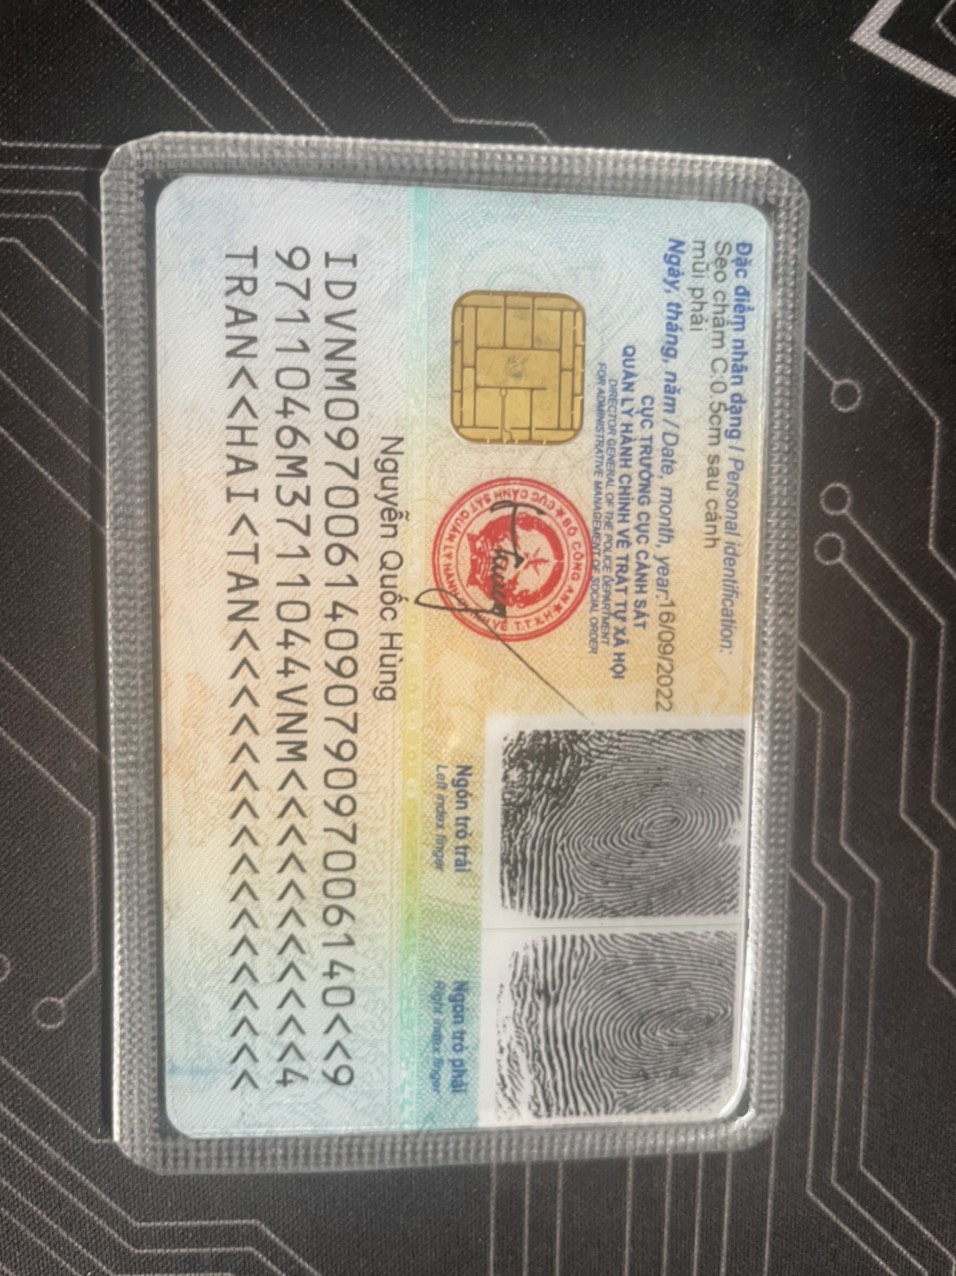 Đặc điểm nhân dạng / Personal identification:
Sẹo chấm C:0.5cm sau cánh
mũi phải
Ngày, tháng, năm / Date, month, year:16/09/2022
CỤC TRƯỞNG CỤC CẢNH SÁT
QUẢN LÝ HÀNH CHÍNH VỀ TRẬT TỰ XÃ HỘI
DIRECTOR GENERAL OF THE POLICE DEPARTMENT
FOR ADMINISTRATIVE MANAGEMENT OF SOCIAL ORDER
BỘ CÔNG AN
CỤC CẢNH SÁT QUẢN LÝ HÀNH VỀ T.T.X.H
Nguyễn Quốc Hùng
Ngón trỏ trái
Left index finger
Ngón trỏ phải
Right index finger
IDVNM0970061409079097006140<<9
9711046M3711044VNM<<<<<<<<<<<4
TRAN<<HAI<TAN<<<<<<<<<<<<<<<<<